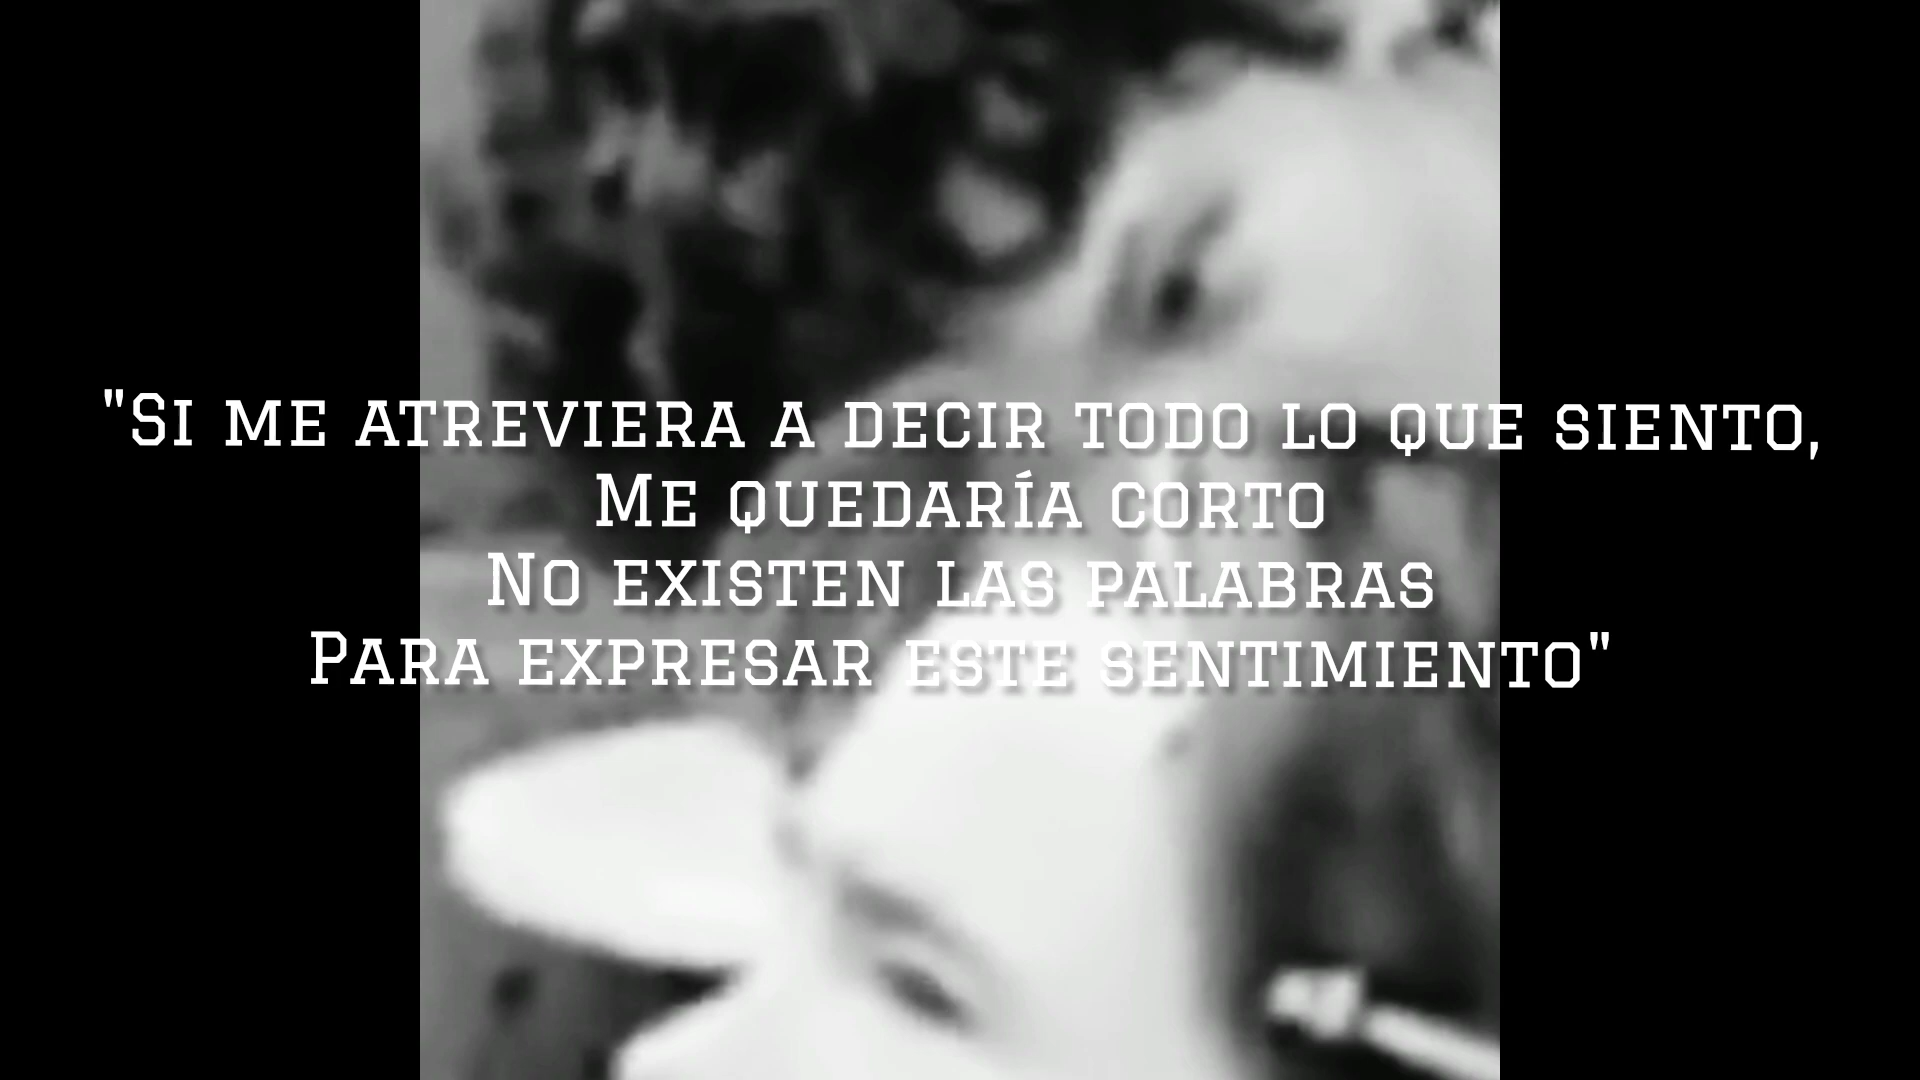 "Si me atreviera a decir todo lo que siento,
Me quedaría corto
No existen las palabras
Para expresar este sentimiento"